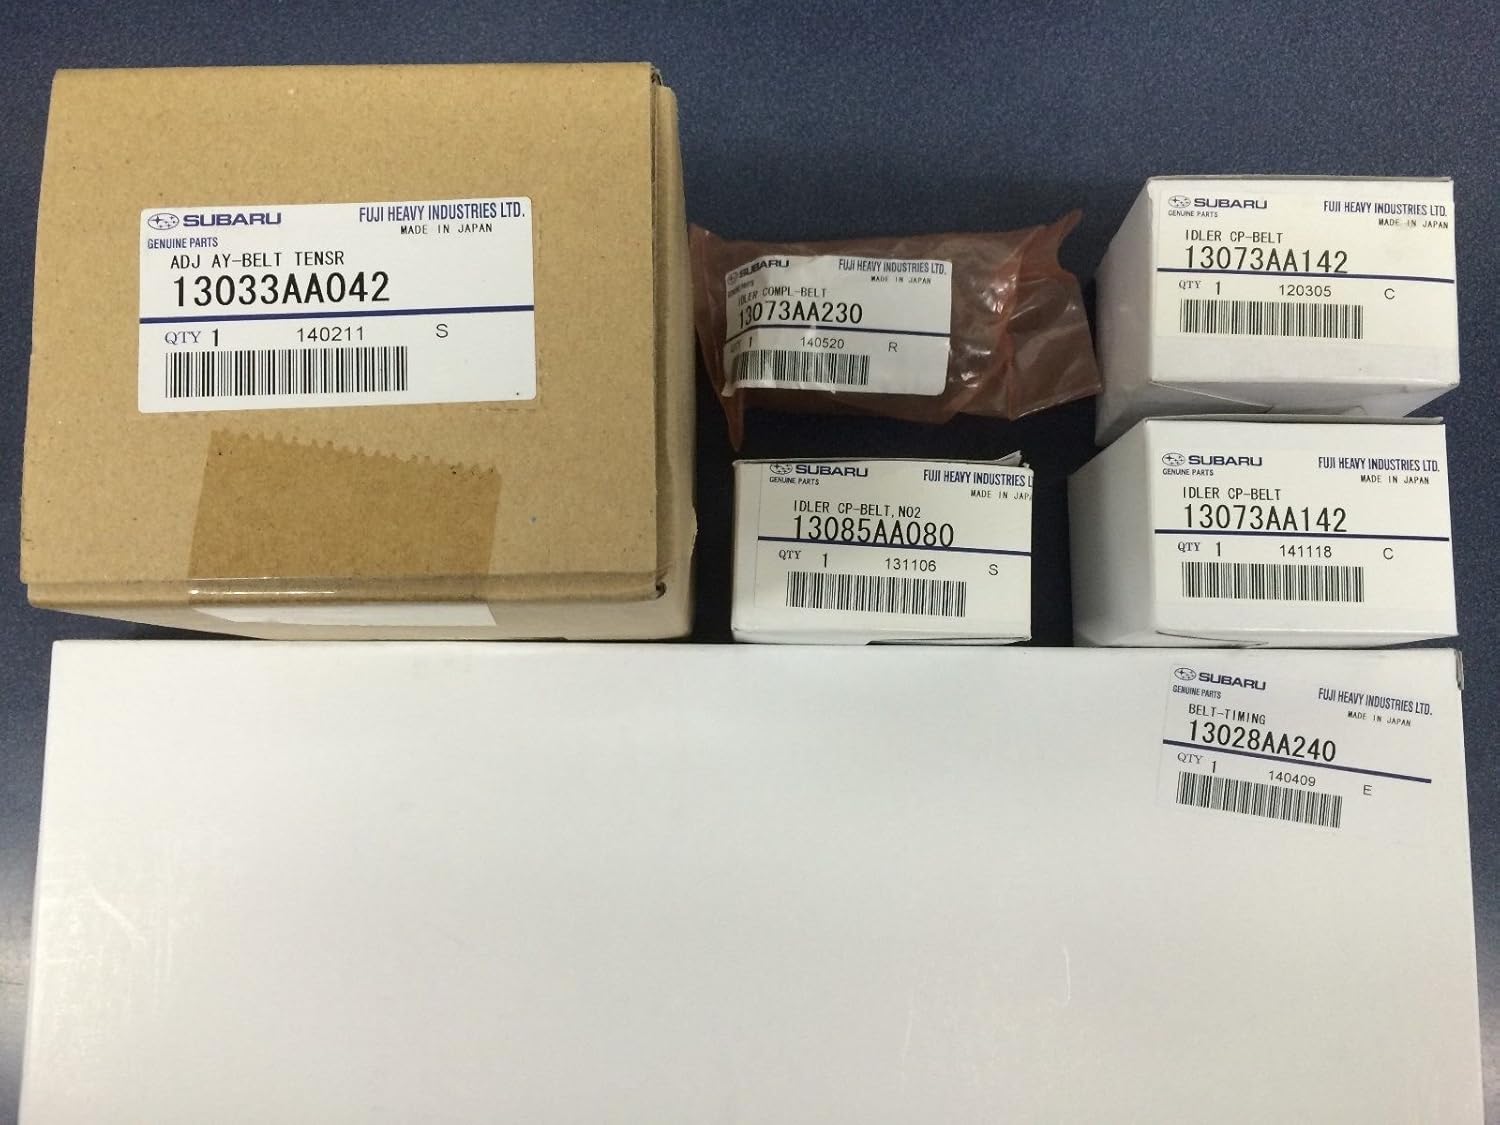 SUBARU FUJI HEAVY INDUSTRIES LTD.
GENUINE PARTS MADE IN JAPAN
ADJ AY-BELT TENSR
13033AA042
QTY 1 140211 S
SUBARU FUJI HEAVY INDUSTRIES LTD.
MADE IN JAPAN
IDLER COMPL-BELT
13073AA230
1 140520 R
SUBARU FUJI HEAVY INDUSTRIES LTD.
GENUINE PARTS MADE IN JAPAN
IDLER CP-BELT
13073AA142
QTY 1 120305 C
SUBARU FUJI HEAVY INDUSTRIES L
GENUINE PARTS MADE IN JAP
IDLER CP-BELT,NO2
13085AA080
QTY 1 131106 S
SUBARU FUJI HEAVY INDUSTRIES LTD.
GENUINE PARTS MADE IN JAPAN
IDLER CP-BELT
13073AA142
QTY 1 141118 C
SUBARU FUJI HEAVY INDUSTRIES LTD.
GENUINE PARTS MADE IN JAPAN
BELT-TIMING
13028AA240
QTY 1 140409 E